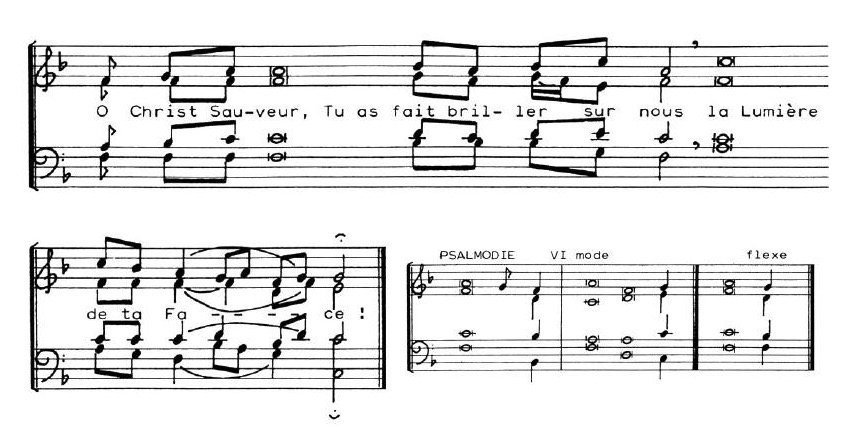 O Christ Sau-veur, Tu as fait bril- ler sur nous la Lumière
de ta Fa - - - - ce !
PSALMODIE VI mode flexe